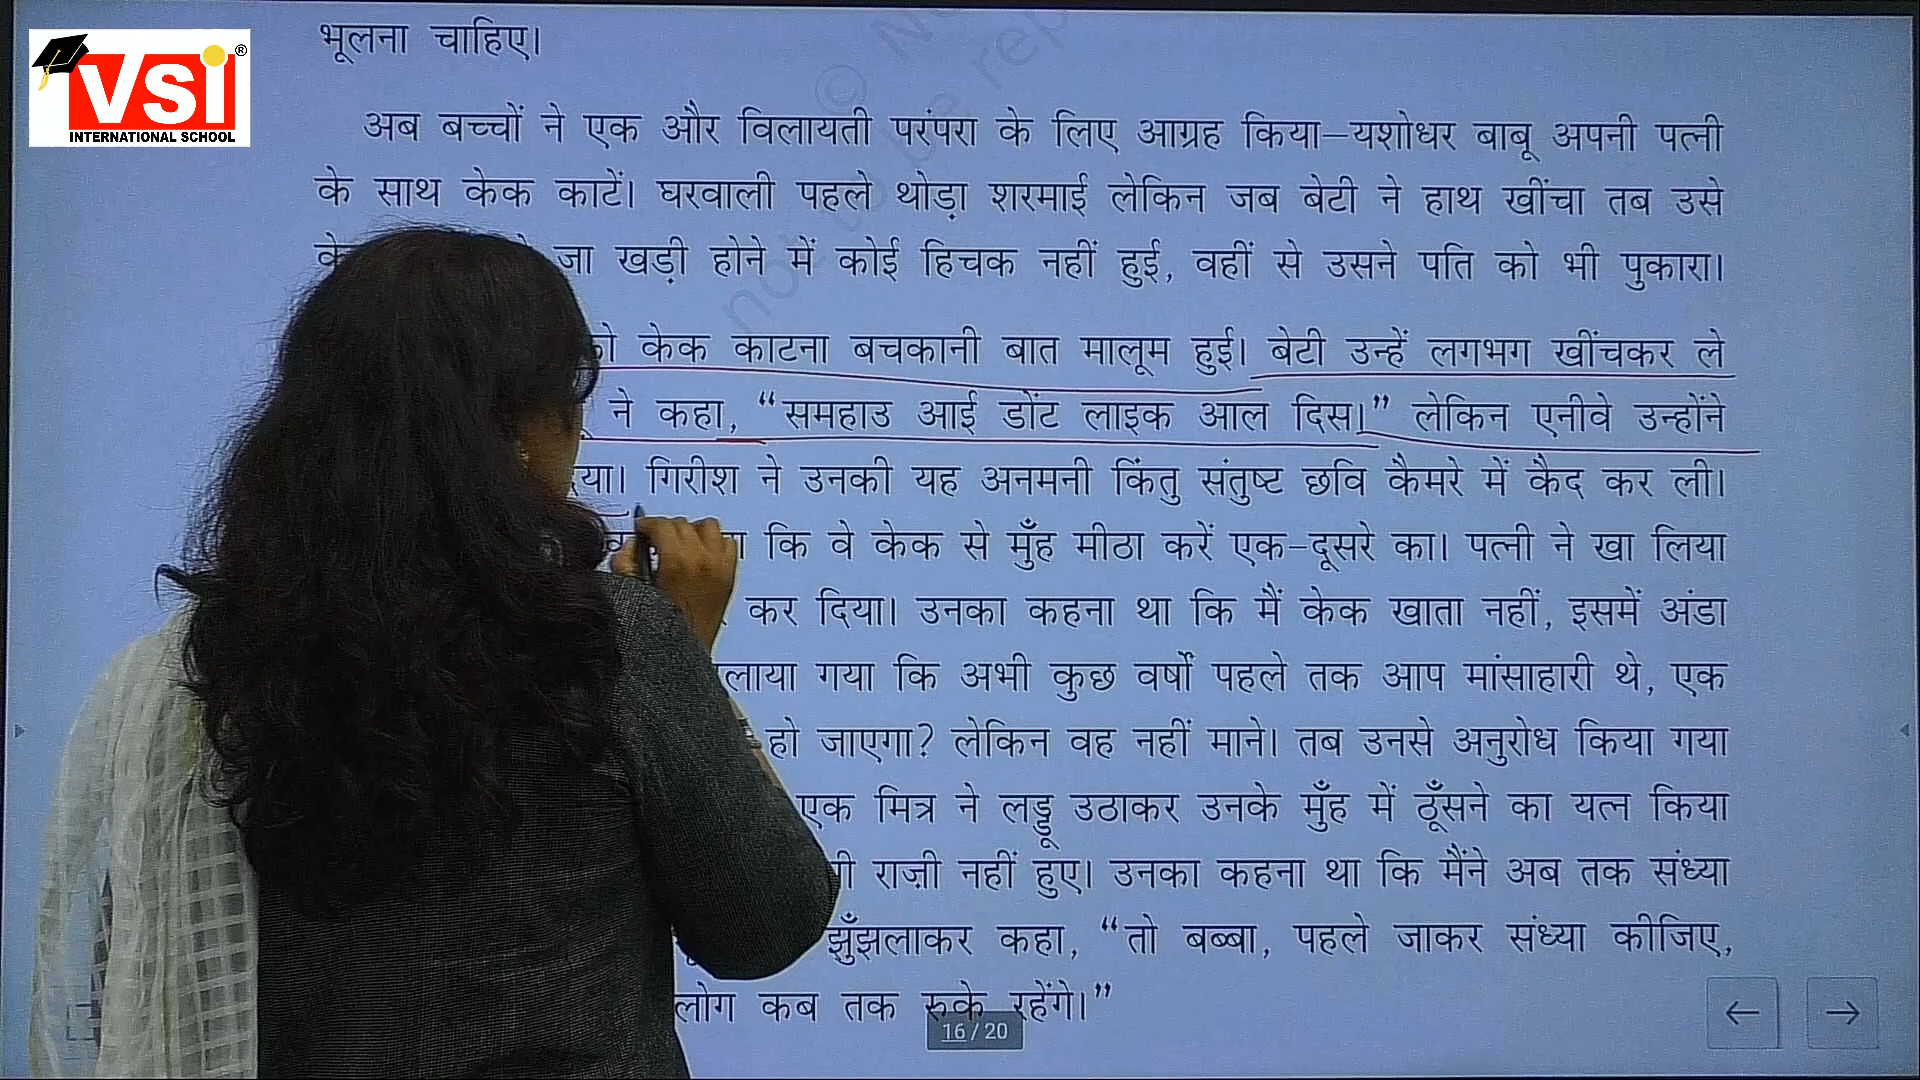 VSI®
INTERNATIONAL SCHOOL
भूलना चाहिए।
अब बच्चों ने एक और विलायती परंपरा के लिए आग्रह किया–यशोधर बाबू अपनी पत्नी
के साथ केक काटें। घरवाली पहले थोड़ा शरमाई लेकिन जब बेटी ने हाथ खींचा तब उसे
जा खड़ी होने में कोई हिचक नहीं हुई, वहीं से उसने पति को भी पुकारा।
केक काटना बचकानी बात मालूम हुई। बेटी उन्हें लगभग खींचकर ले
ने कहा, “समहाउ आई डोंट लाइक आल दिस।” लेकिन एनीवे उन्होंने
गिरीश ने उनकी यह अनमनी किंतु संतुष्ट छवि कैमरे में कैद कर ली।
कि वे केक से मुँह मीठा करें एक-दूसरे का। पत्नी ने खा लिया
कर दिया। उनका कहना था कि मैं केक खाता नहीं, इसमें अंडा
लाया गया कि अभी कुछ वर्षों पहले तक आप मांसाहारी थे, एक
हो जाएगा? लेकिन वह नहीं माने। तब उनसे अनुरोध किया गया
एक मित्र ने लड्डू उठाकर उनके मुँह में ठूँसने का यत्न किया
राज़ी नहीं हुए। उनका कहना था कि मैंने अब तक संध्या
झुँझलाकर कहा, “तो बब्बा, पहले जाकर संध्या कीजिए,
लोग कब तक रुके रहेंगे।”
16 / 20